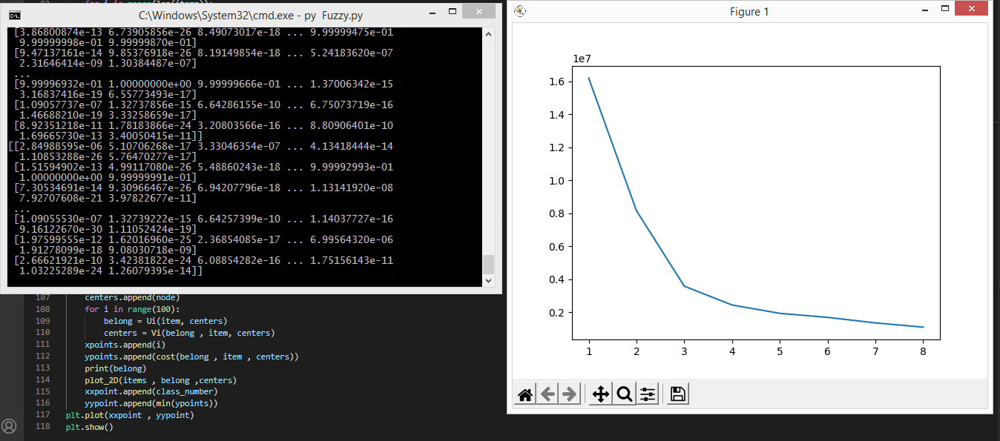 C:\Windows\System32\cmd.exe - py Fuzzy.py
[3.86800874e-13 6.73905856e-26 8.49073017e-18 ... 9.99999475e-01
9.99999998e-01 9.99999870e-01]
[9.47137161e-14 9.85376918e-26 8.19149854e-18 ... 5.24183620e-07
2.31646414e-09 1.30384487e-07]
...
[9.99996932e-01 1.00000000e+00 9.99999666e-01 ... 1.37006342e-15
3.16837416e-19 6.55773493e-17]
[1.09057737e-07 1.32737856e-15 6.64286155e-10 ... 6.75073719e-16
1.46688210e-19 3.33258659e-17]
[8.92351218e-11 1.78183866e-24 3.20803566e-16 ... 8.80906401e-10
1.69665730e-13 3.40050415e-11]]
[[2.84988595e-06 5.10706268e-17 3.33046354e-07 ... 4.13418444e-14
1.10853288e-26 5.76470277e-17]
[1.51594902e-13 4.99117080e-26 5.48860243e-18 ... 9.99992993e-01
1.00000000e+00 9.99999991e-01]
[7.30534691e-14 9.30966467e-26 6.94207796e-18 ... 1.13141920e-08
7.92707608e-21 3.97822677e-11]
...
[1.09055530e-07 1.32739222e-15 6.64257399e-10 ... 1.14037727e-16
9.16122670e-30 1.11052424e-19]
[1.97599555e-12 1.62016960e-25 2.36854085e-17 ... 6.99564320e-06
1.91278099e-18 9.08030718e-09]
[2.66621921e-10 3.42381822e-24 6.08854282e-16 ... 1.75156143e-11
1.03225289e-24 1.26079395e-14]]
107 centers.append(node)
108 for i in range(100):
109 belong = Ui(item, centers)
110 centers = Vi(belong , item, centers)
111 xpoints.append(i)
112 ypoints.append(cost(belong , item , centers))
113 print(belong)
114 plot_2D(items , belong ,centers)
115 xxpoint.append(class_number)
116 yypoint.append(min(ypoints))
117 plt.plot(xxpoint , yypoint)
118 plt.show()
Figure 1
1e7
1.6
1.4
1.2
1.0
0.8
0.6
0.4
0.2
1 2 3 4 5 6 7 8